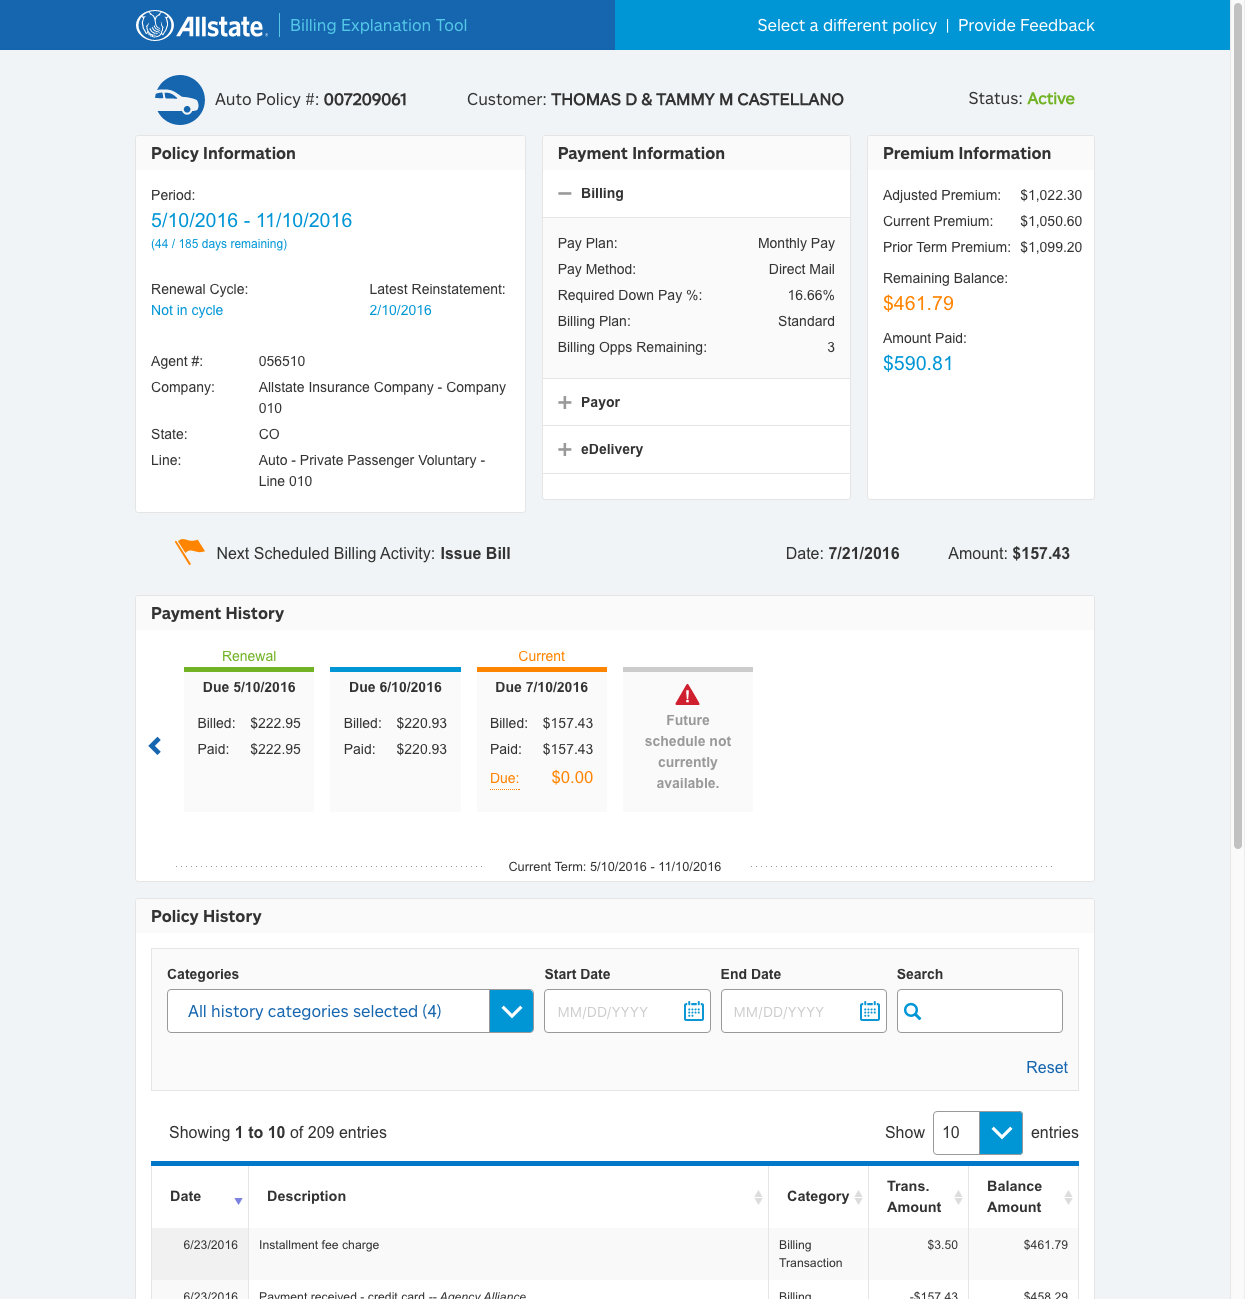 Allstate. Billing Explanation Tool
Select a different policy | Provide Feedback
Auto Policy #: 007209061
Customer: THOMAS D & TAMMY M CASTELLANO
Status: Active
Policy Information
Period:
5/10/2016 - 11/10/2016
(44 / 185 days remaining)
Renewal Cycle: Latest Reinstatement:
Not in cycle 2/10/2016
Agent #: 056510
Company: Allstate Insurance Company - Company
010
State: CO
Line: Auto - Private Passenger Voluntary -
Line 010
Payment Information
Billing
Pay Plan: Monthly Pay
Pay Method: Direct Mail
Required Down Pay %: 16.66%
Billing Plan: Standard
Billing Opps Remaining: 3
Payor
eDelivery
Premium Information
Adjusted Premium: $1,022.30
Current Premium: $1,050.60
Prior Term Premium: $1,099.20
Remaining Balance:
$461.79
Amount Paid:
$590.81
Next Scheduled Billing Activity: Issue Bill Date: 7/21/2016 Amount: $157.43
Payment History
Renewal
Due 5/10/2016
Billed: $222.95
Paid: $222.95
Due 6/10/2016
Billed: $220.93
Paid: $220.93
Current
Due 7/10/2016
Billed: $157.43
Paid: $157.43
Due: $0.00
Future
schedule not
currently
available.
Current Term: 5/10/2016 - 11/10/2016
Policy History
Categories Start Date End Date Search
All history categories selected (4) MM/DD/YYYY MM/DD/YYYY
Reset
Showing 1 to 10 of 209 entries Show 10 entries
Date Description Category Trans. Amount Balance Amount
6/23/2016 Installment fee charge Billing Transaction $3.50 $461.79
6/23/2016 Payment received - credit card -- Agency Alliance Billing -$157.43 $458.29